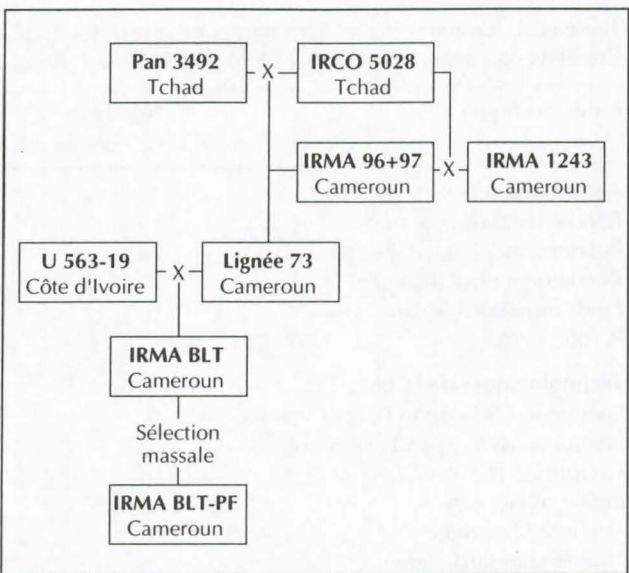 Pan 3492
Tchad
X
IRCO 5028
Tchad
IRMA 96+97
Cameroun
X
IRMA 1243
Cameroun
U 563-19
Côte d'Ivoire
X
Lignée 73
Cameroun
IRMA BLT
Cameroun
Sélection
massale
IRMA BLT-PF
Cameroun